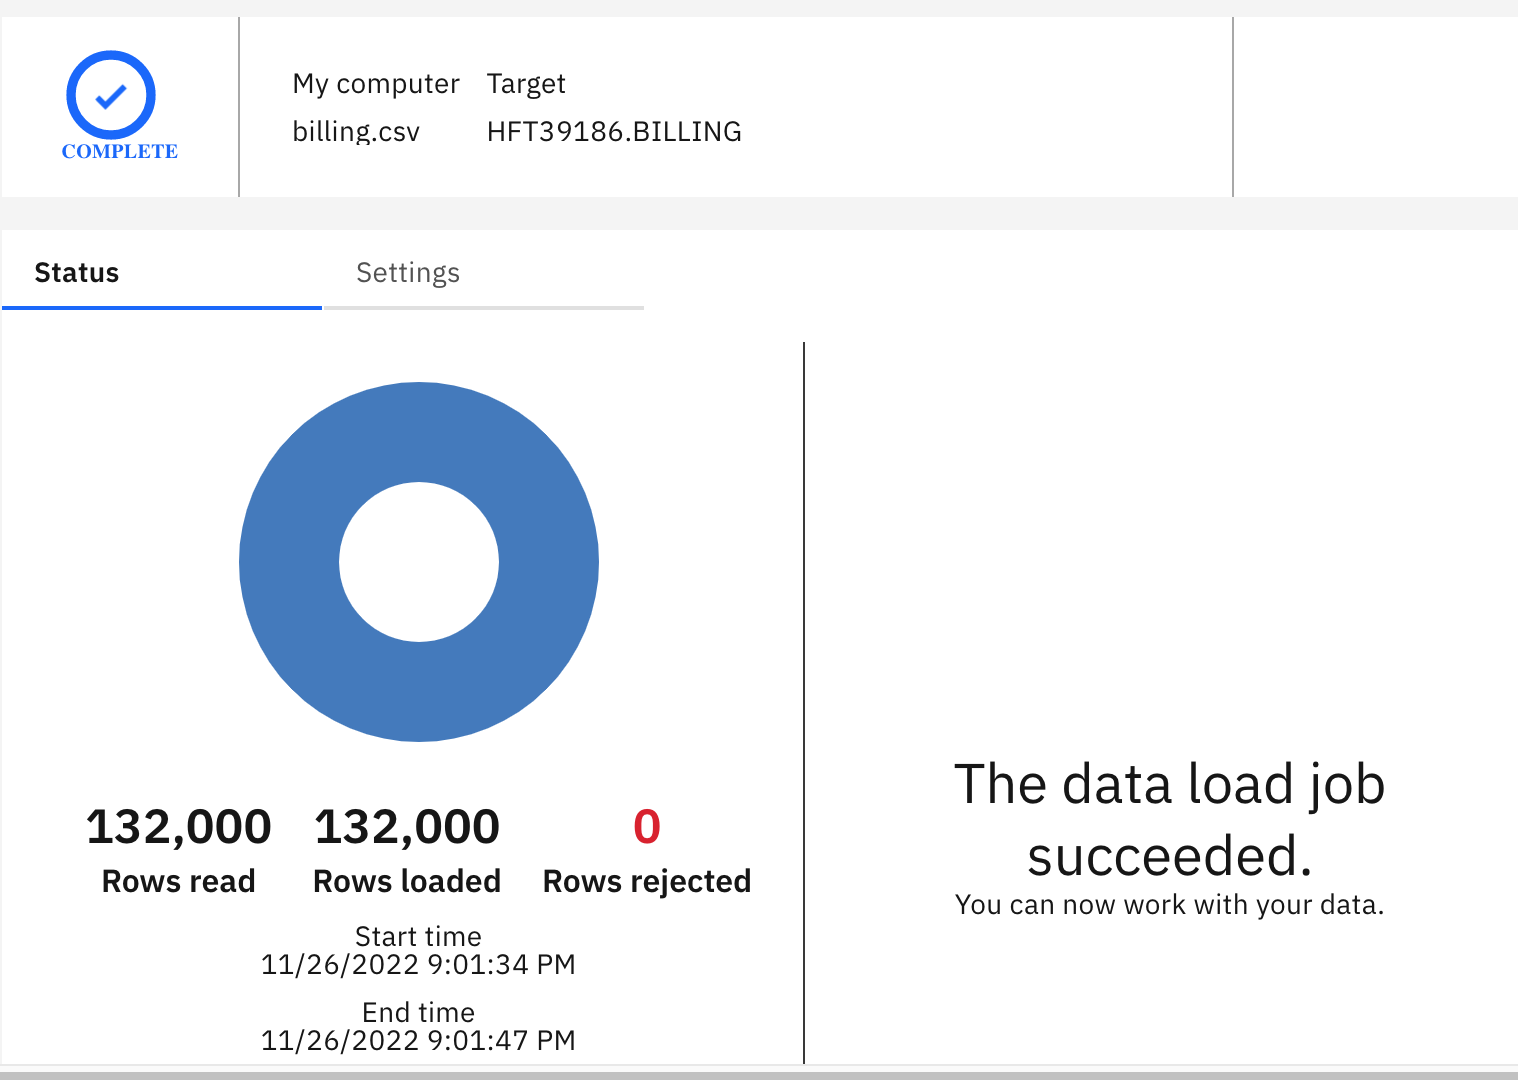 COMPLETE
My computer Target
billing.csv HFT39186.BILLING
Status Settings
132,000 132,000 0
Rows read Rows loaded Rows rejected
Start time
11/26/2022 9:01:34 PM
End time
11/26/2022 9:01:47 PM
The data load job
succeeded.
You can now work with your data.